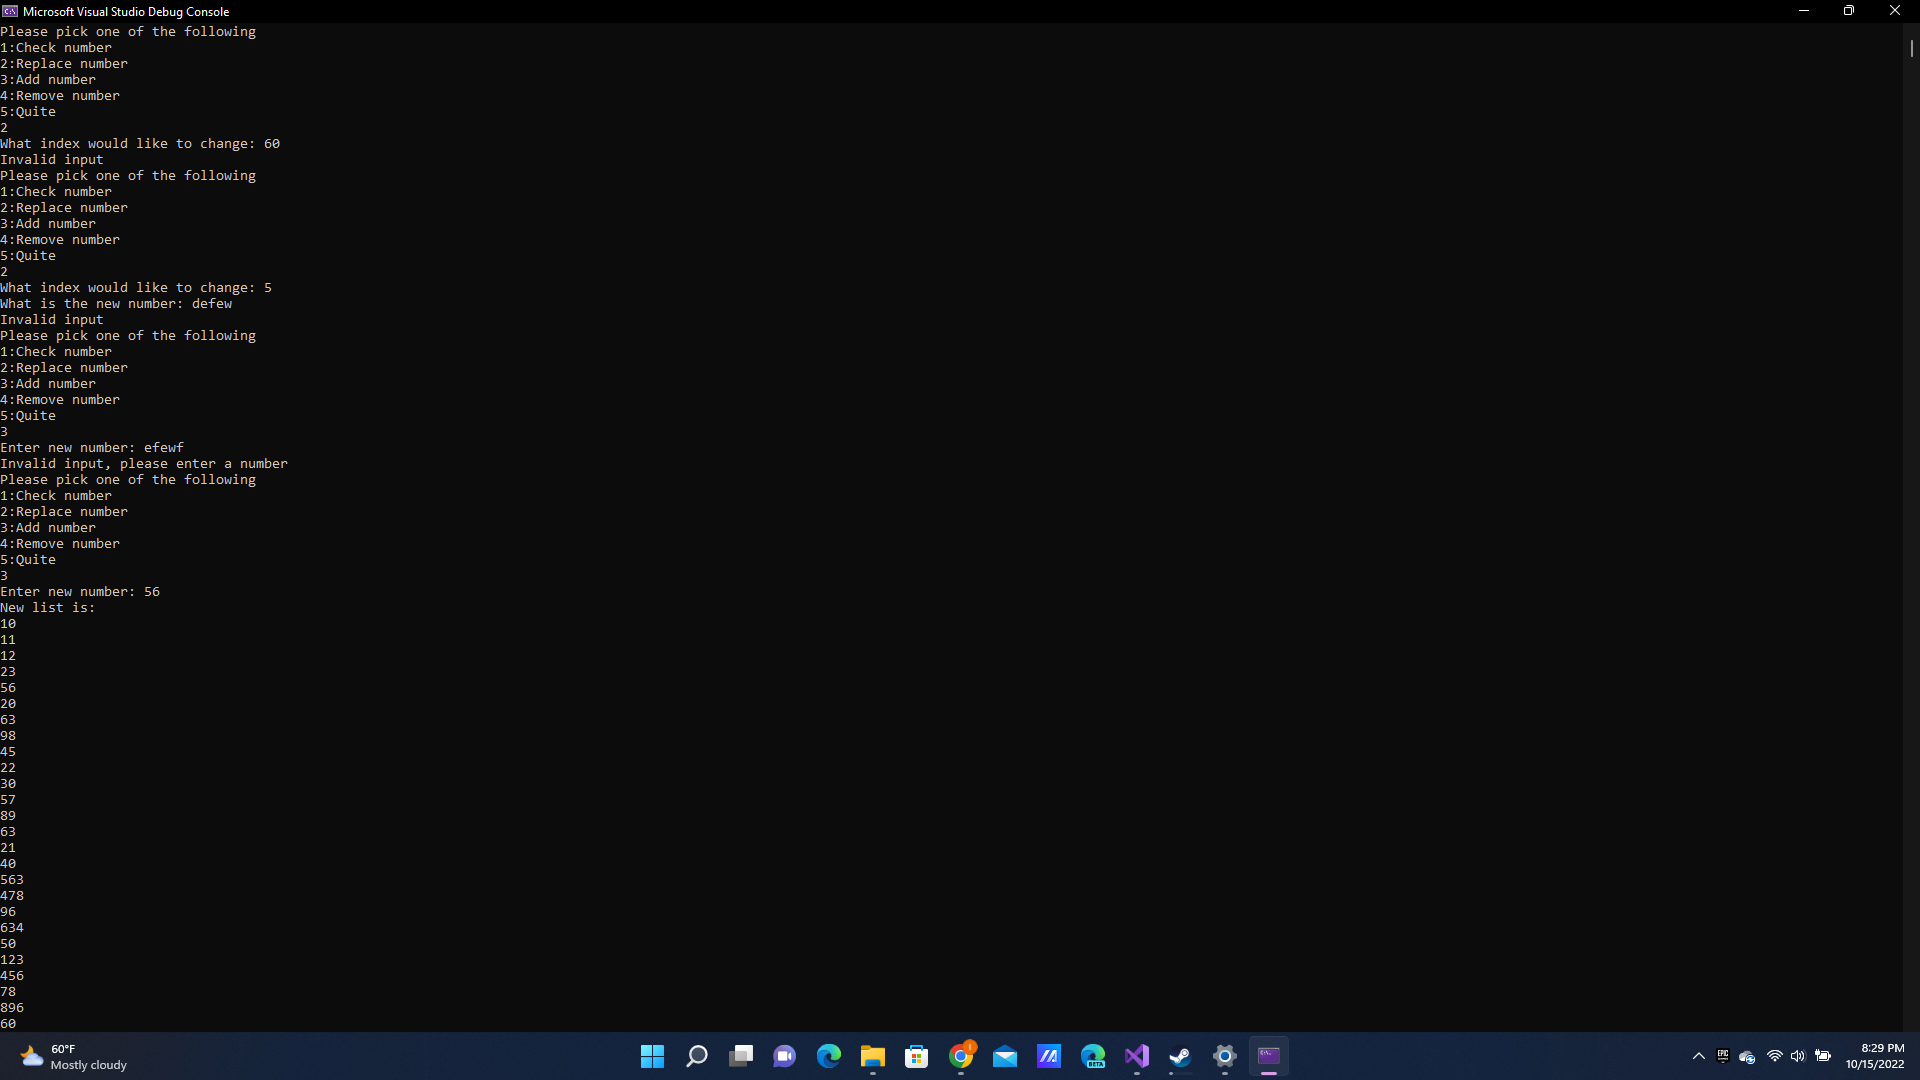 Microsoft Visual Studio Debug Console
Please pick one of the following
1:Check number
2:Replace number
3:Add number
4:Remove number
5:Quite
2
What index would like to change: 60
Invalid input
Please pick one of the following
1:Check number
2:Replace number
3:Add number
4:Remove number
5:Quite
2
What index would like to change: 5
What is the new number: defew
Invalid input
Please pick one of the following
1:Check number
2:Replace number
3:Add number
4:Remove number
5:Quite
3
Enter new number: efewf
Invalid input, please enter a number
Please pick one of the following
1:Check number
2:Replace number
3:Add number
4:Remove number
5:Quite
3
Enter new number: 56
New list is:
10
11
12
23
56
20
63
98
45
22
30
57
89
63
21
40
563
478
96
634
50
123
456
78
896
60
60°F
Mostly cloudy
BETA
EPIC
8:29 PM
10/15/2022